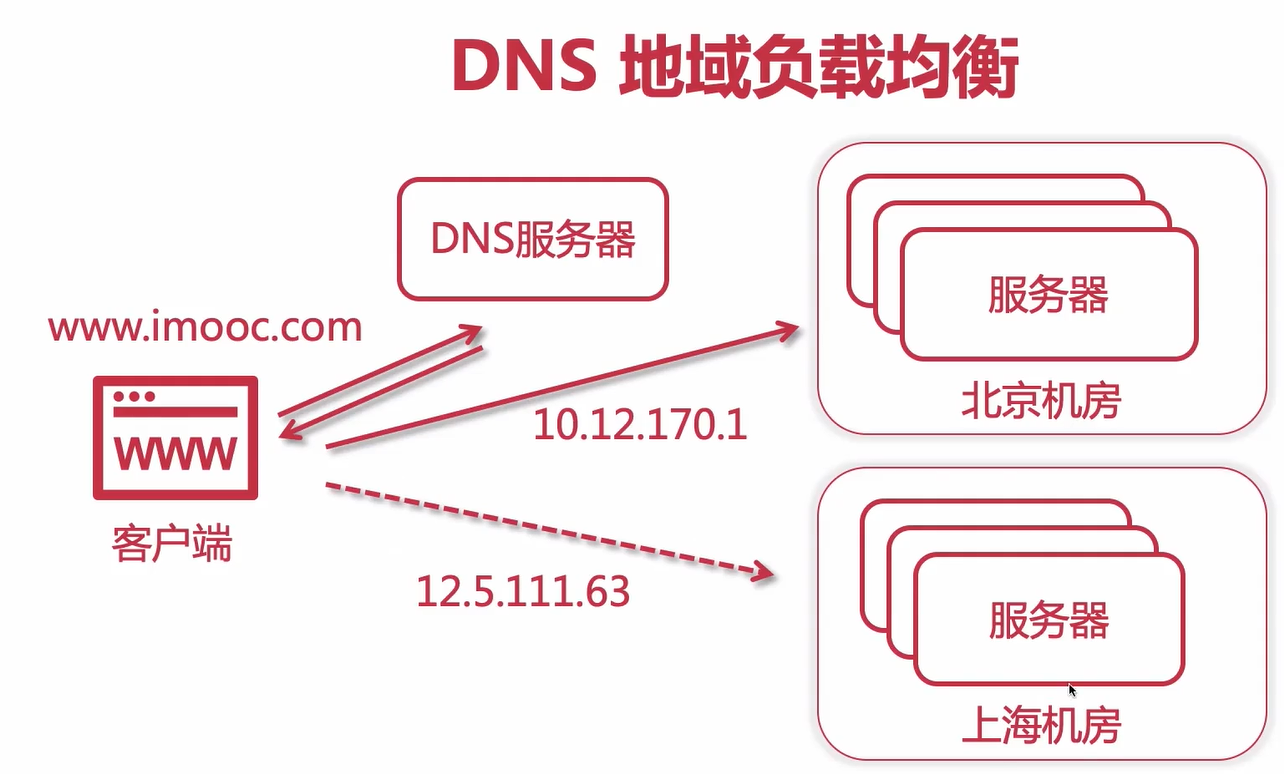 DNS 地域负载均衡
DNS服务器
www.imooc.com
WWW
客户端
10.12.170.1
服务器
北京机房
12.5.111.63
服务器
上海机房